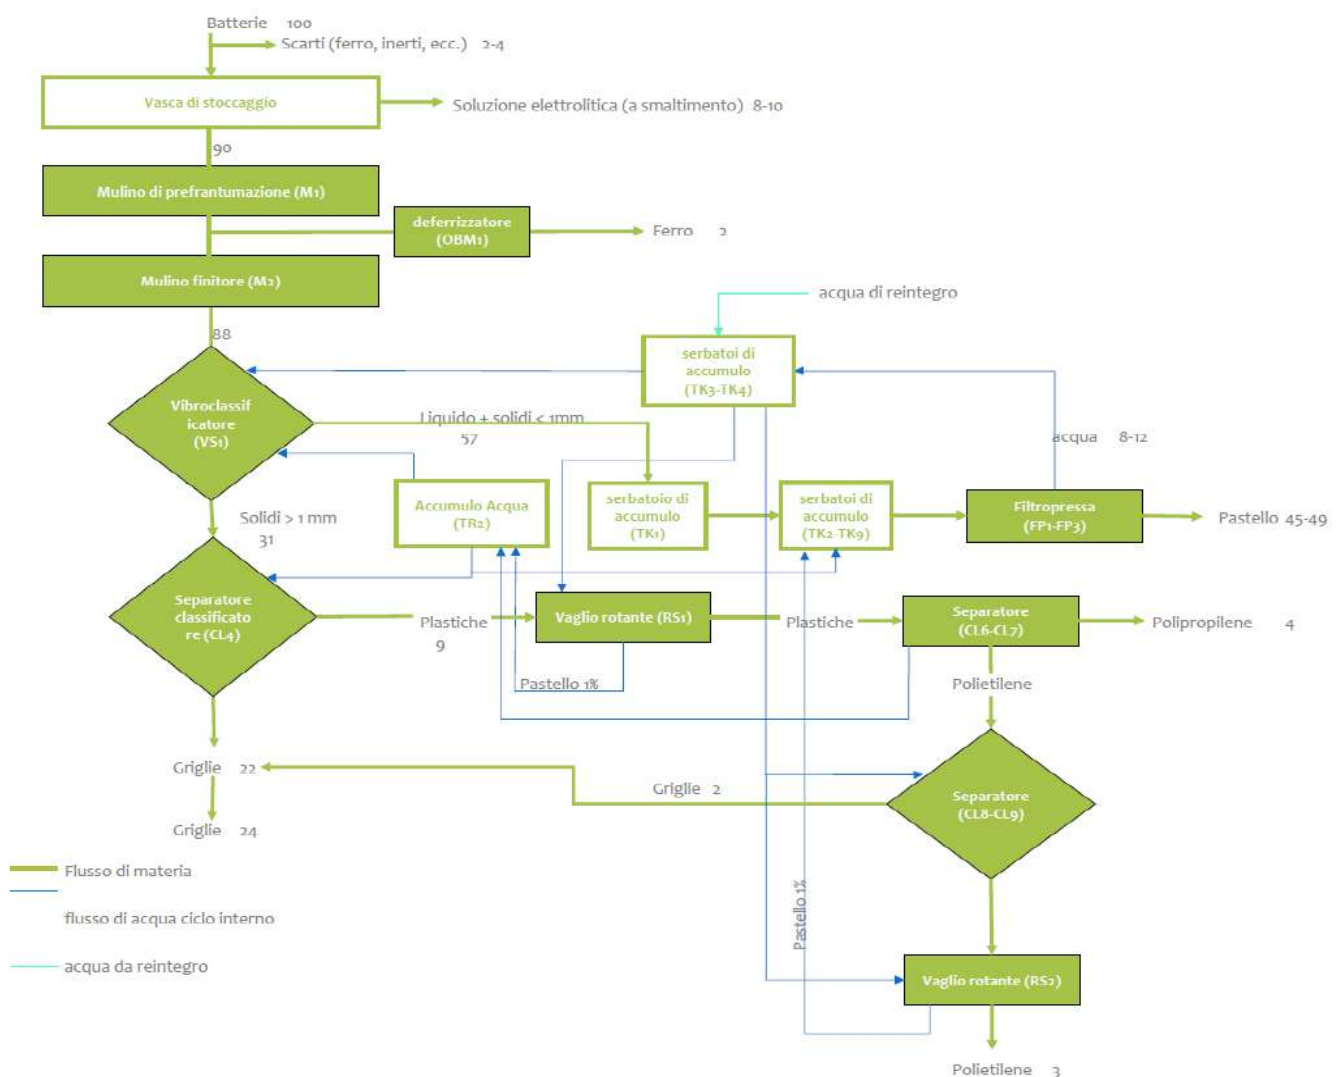 Batterie 100
Scarti (ferro, inerti, ecc.) 2-4
Vasca di stoccaggio
Soluzione elettrolitica (a smaltimento) 8-10
90
Mulino di prefrantumazione (M1)
deferrizzatore
(OBM1)
Ferro 2
Mulino finitore (M2)
acqua di reintegro
88
serbatoi di
accumulo
(TK3-TK4)
Vibroclassif
icatore
(VS1)
Liquido + solidi < 1mm
57
acqua 8-12
Accumulo Acqua
(TR2)
serbatoio di
accumulo
(TK1)
serbatoi di
accumulo
(TK2-TK9)
Filtropressa
(FP1-FP3)
Pastello 45-49
Solidi > 1 mm
31
Separatore
classificato
re (CL4)
Plastiche
9
Vaglio rotante (RS1)
Plastiche
Separatore
(CL6-CL7)
Polipropilene 4
Pastello 1%
Polietilene
Griglie 22
Griglie 2
Separatore
(CL8-CL9)
Griglie 24
Flusso di materia
flusso di acqua ciclo interno
acqua da reintegro
Pastello 1%
Vaglio rotante (RS2)
Polietilene 3